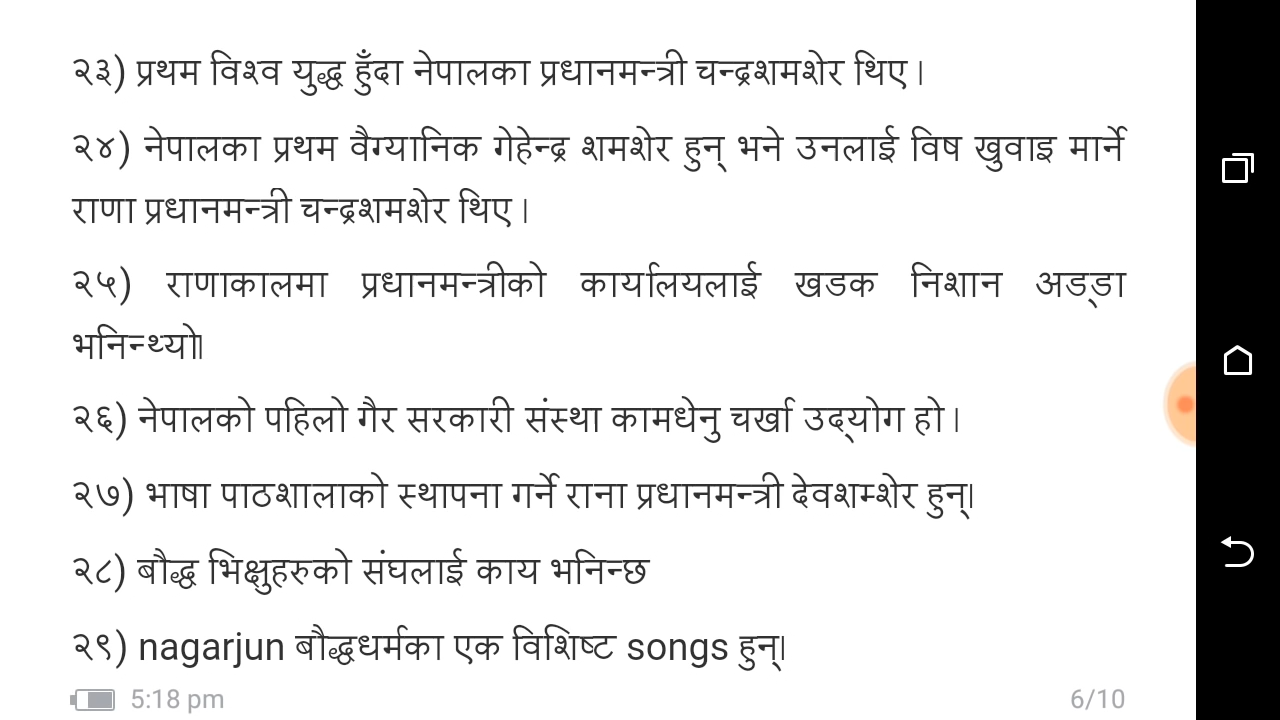 २३) प्रथम विश्व युद्ध हुँदा नेपालका प्रधानमन्त्री चन्द्रशमशेर थिए ।
२४) नेपालका प्रथम वैग्यानिक गेहेन्द्र शमशेर हुन् भने उनलाई विष खुवाइ मार्ने
राणा प्रधानमन्त्री चन्द्रशमशेर थिए ।
२५) राणाकालमा प्रधानमन्त्रीको कार्यालयलाई खडक निशान अड्डा
भनिन्थ्यो।
२६) नेपालको पहिलो गैर सरकारी संस्था कामधेनु चर्खा उद्योग हो ।
२७) भाषा पाठशालाको स्थापना गर्ने राना प्रधानमन्त्री देवशम्शेर हुन्।
२८) बौद्ध भिक्षुहरुको संघलाई काय भनिन्छ
२९) nagarjun बौद्धधर्मका एक विशिष्ट songs हुन्।
5:18 pm 6/10